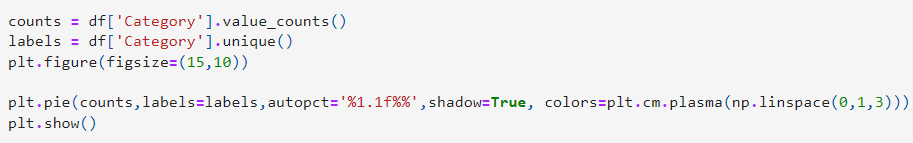 counts = df['Category'].value_counts()
labels = df['Category'].unique()
plt.figure(figsize=(15,10))
plt.pie(counts,labels=labels,autopct='%1.1f%%',shadow=True, colors=plt.cm.plasma(np.linspace(0,1,3)))
plt.show()